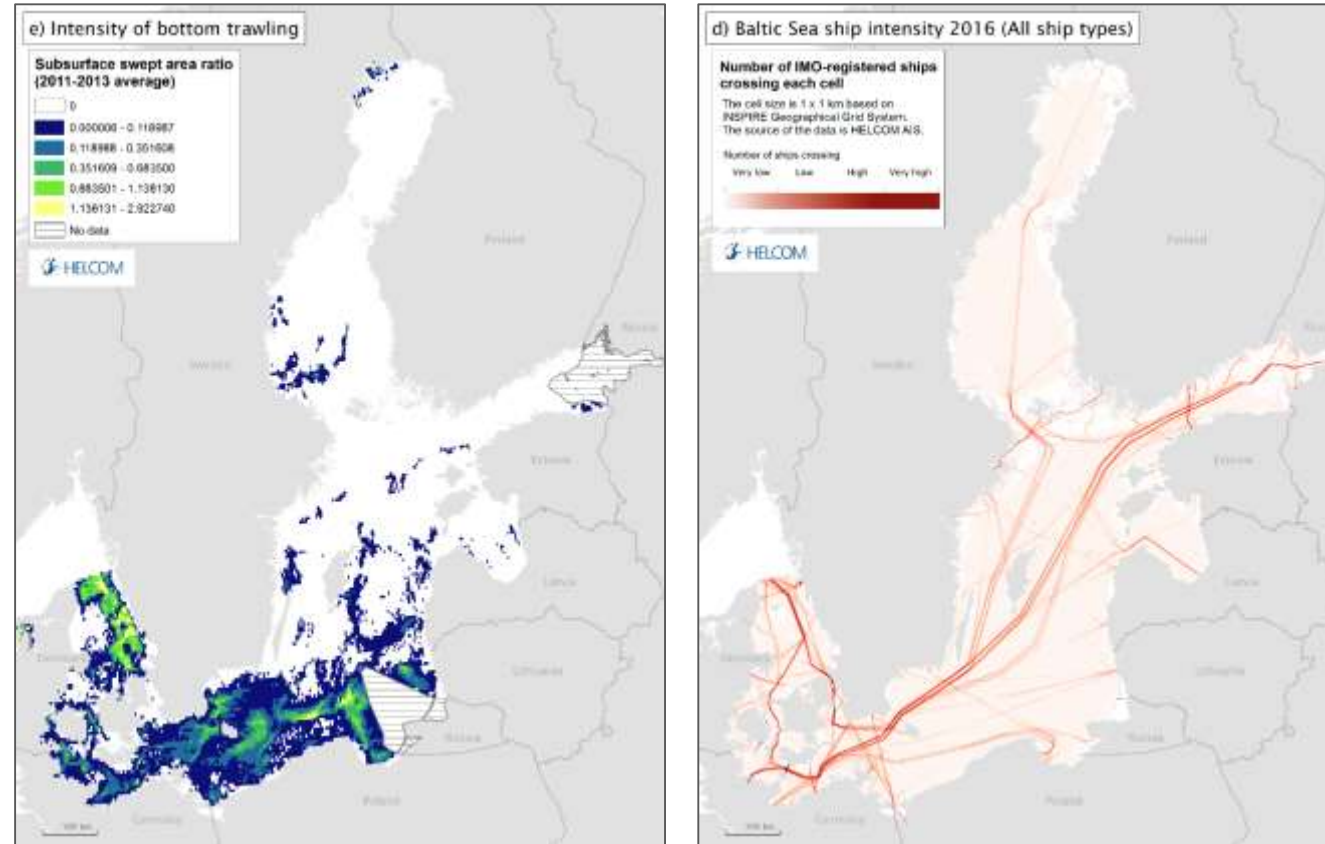 e) Intensity of bottom trawling
Subsurface swept area ratio
(2011-2013 average)
0
0.000000 - 0.118987
0.118988 - 0.351608
0.351609 - 0.683500
0.683501 - 1.136130
1.136131 - 2.922740
No data
HELCOM
Finland
Russia
Sweden
Estonia
Latvia
Denmark
Lithuania
Russia
Poland
Germany
100 km
d) Baltic Sea ship intensity 2016 (All ship types)
Number of IMO-registered ships
crossing each cell
The cell size is 1 x 1 km based on
INSPIRE Geographical Grid System.
The source of the data is HELCOM AIS.
Number of ships crossing
Very low Low High Very high
HELCOM
Finland
Sweden
Estonia
Latvia
Denmark
Lithuania
Russia
Poland
Germany
100 km